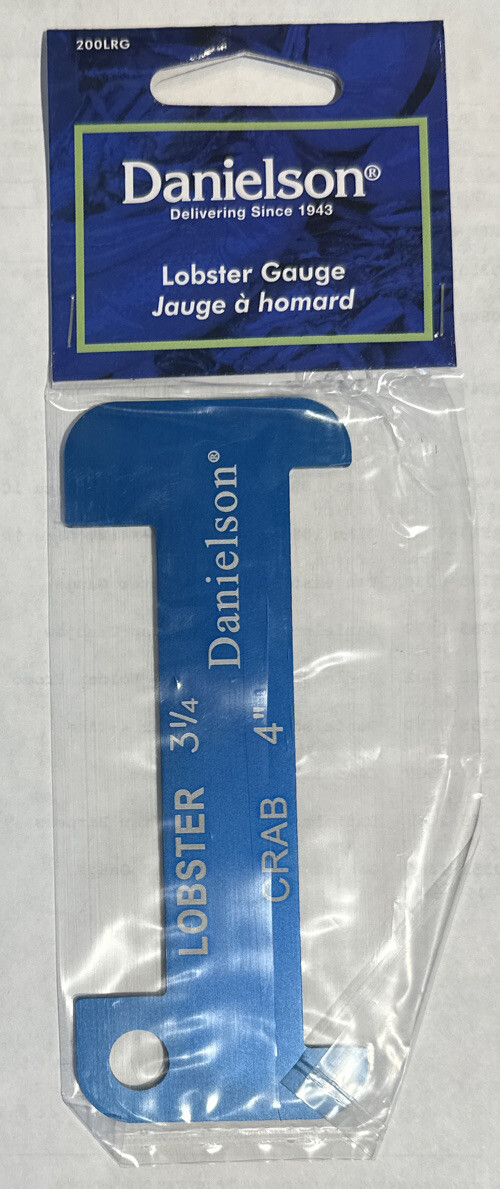 200LRG
Danielson®
Delivering Since 1943
Lobster Gauge
Jauge à homard
Danielson®
LOBSTER 3¼
CRAB 4"